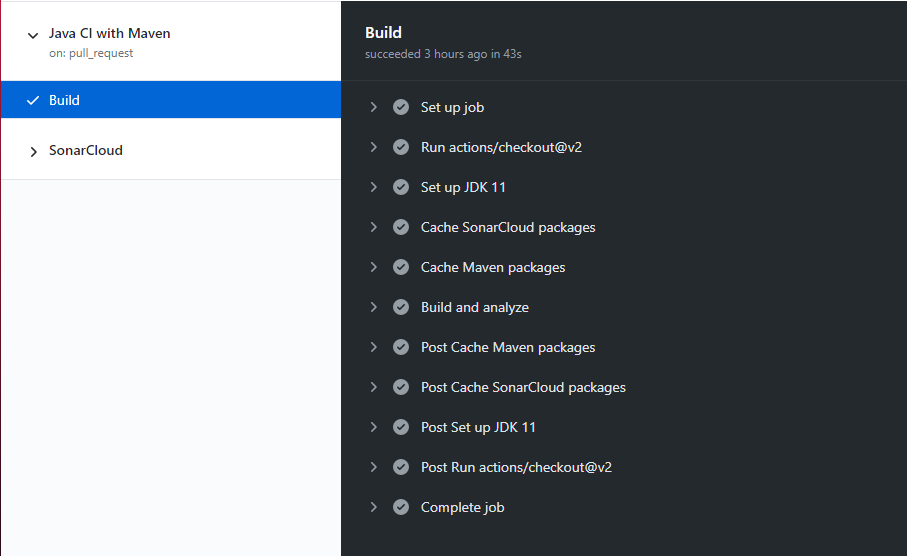 Java CI with Maven
on: pull_request
Build
SonarCloud
Build
succeeded 3 hours ago in 43s
Set up job
Run actions/checkout@v2
Set up JDK 11
Cache SonarCloud packages
Cache Maven packages
Build and analyze
Post Cache Maven packages
Post Cache SonarCloud packages
Post Set up JDK 11
Post Run actions/checkout@v2
Complete job